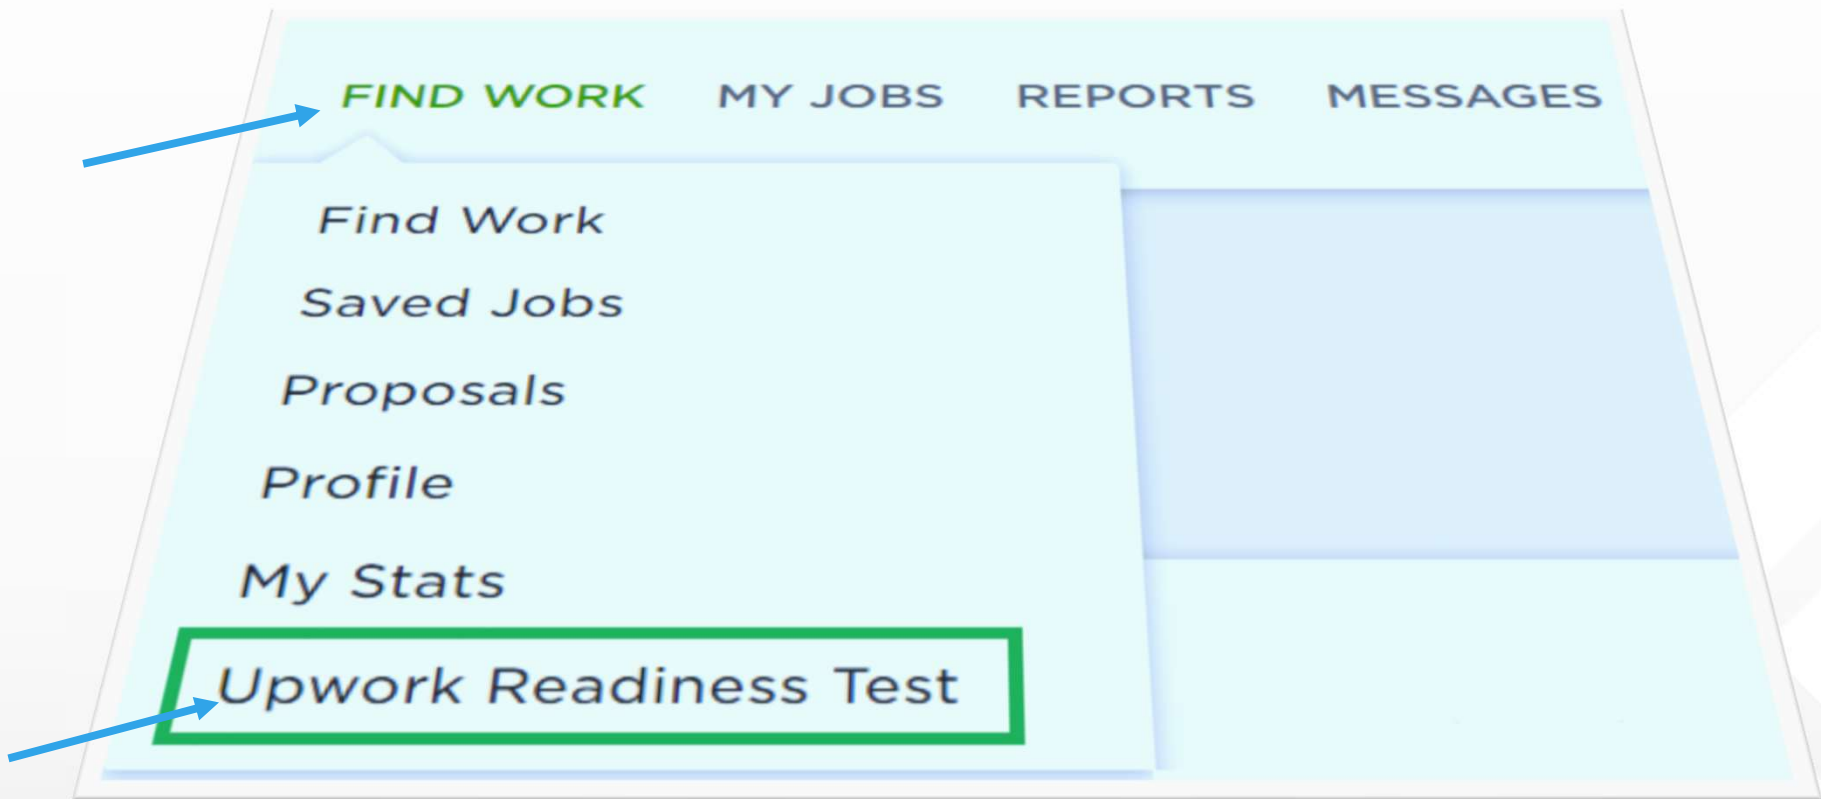 FIND WORK MY JOBS REPORTS MESSAGES
Find Work
Saved Jobs
Proposals
Profile
My Stats
Upwork Readiness Test